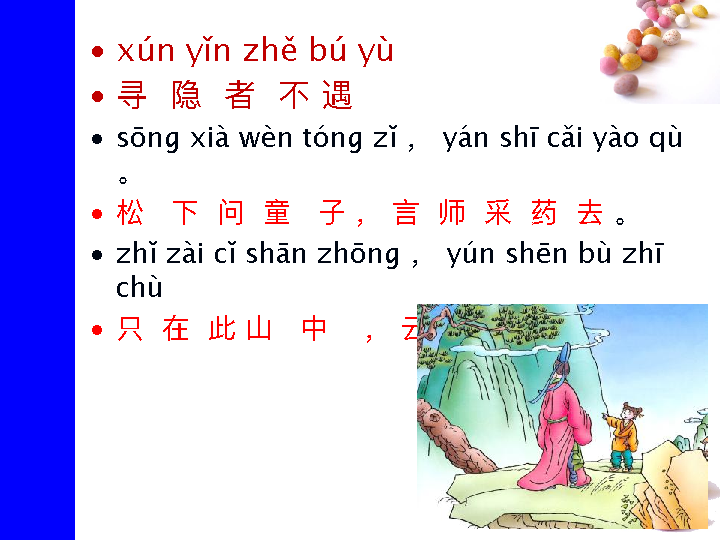 xún yǐn zhě bú yù
寻 隐 者 不 遇
sōng xià wèn tóng zǐ， yán shī cǎi yào qù
。
松 下 问 童 子， 言 师 采 药 去。
zhǐ zài cǐ shān zhōng， yún shēn bù zhī
chù
只 在 此 山 中 ，